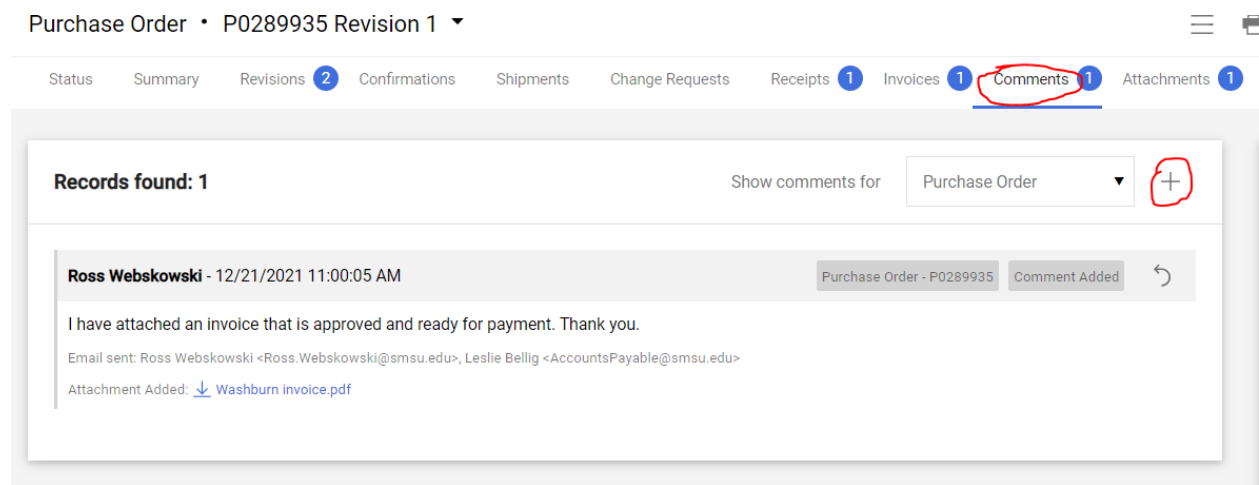 Purchase Order • P0289935 Revision 1
Status Summary Revisions 2 Confirmations Shipments Change Requests Receipts 1 Invoices 1 Comments 1 Attachments 1
Records found: 1 Show comments for Purchase Order
Ross Webskowski - 12/21/2021 11:00:05 AM Purchase Order - P0289935 Comment Added
I have attached an invoice that is approved and ready for payment. Thank you.
Email sent: Ross Webskowski <Ross.Webskowski@smsu.edu>, Leslie Bellig <AccountsPayable@smsu.edu>
Attachment Added: Washburn invoice.pdf